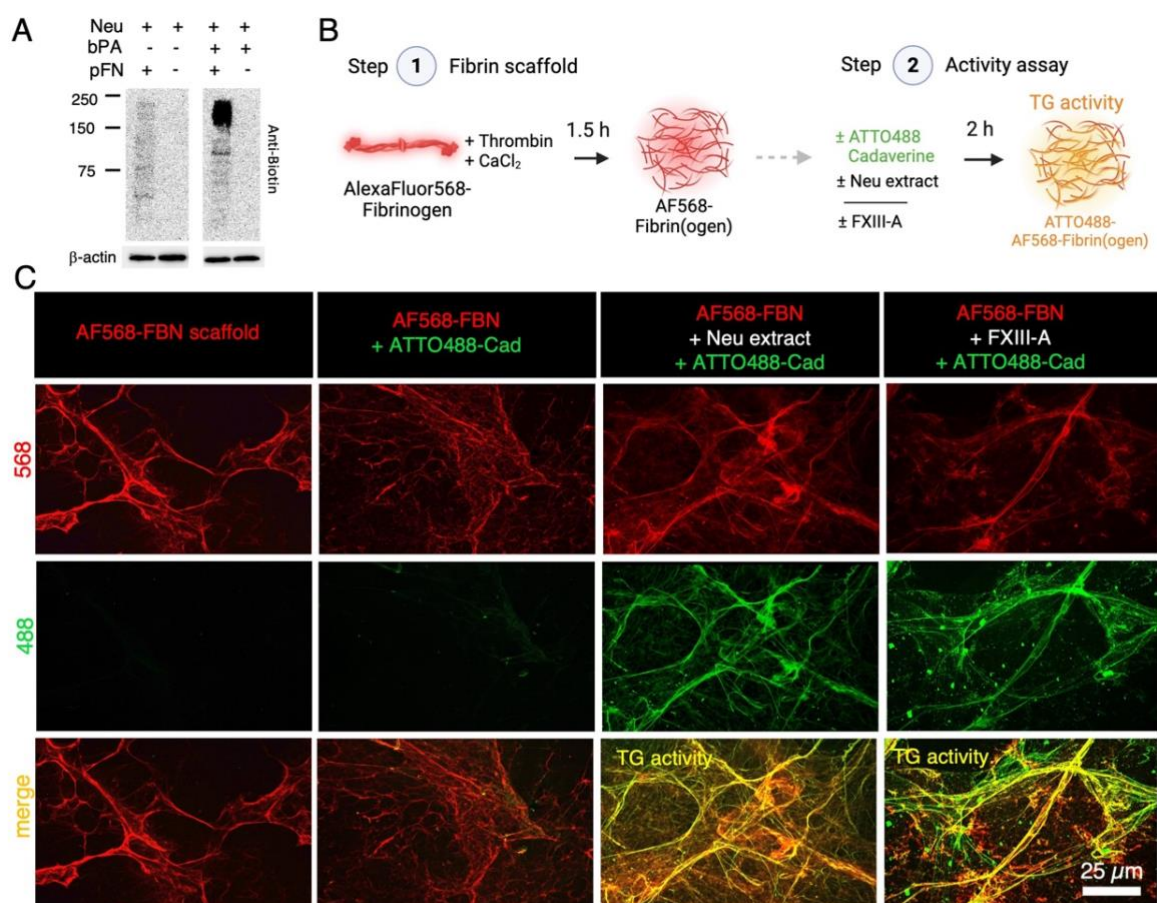 A
Neu + + + +
bPA - - + +
pFN + - + -
250
150
75
Anti-Biotin
β-actin
B
Step 1 Fibrin scaffold
AlexaFluor568-
Fibrinogen
+ Thrombin
+ CaCl2
1.5 h
AF568-
Fibrin(ogen)
Step 2 Activity assay
± ATTO488
Cadaverine
± Neu extract
± FXIII-A
2 h
TG activity
ATTO488-
AF568-Fibrin(ogen)
C
AF568-FBN scaffold
AF568-FBN
+ ATTO488-Cad
AF568-FBN
+ Neu extract
+ ATTO488-Cad
AF568-FBN
+ FXIII-A
+ ATTO488-Cad
568
488
merge
TG activity
TG activity
25 µm